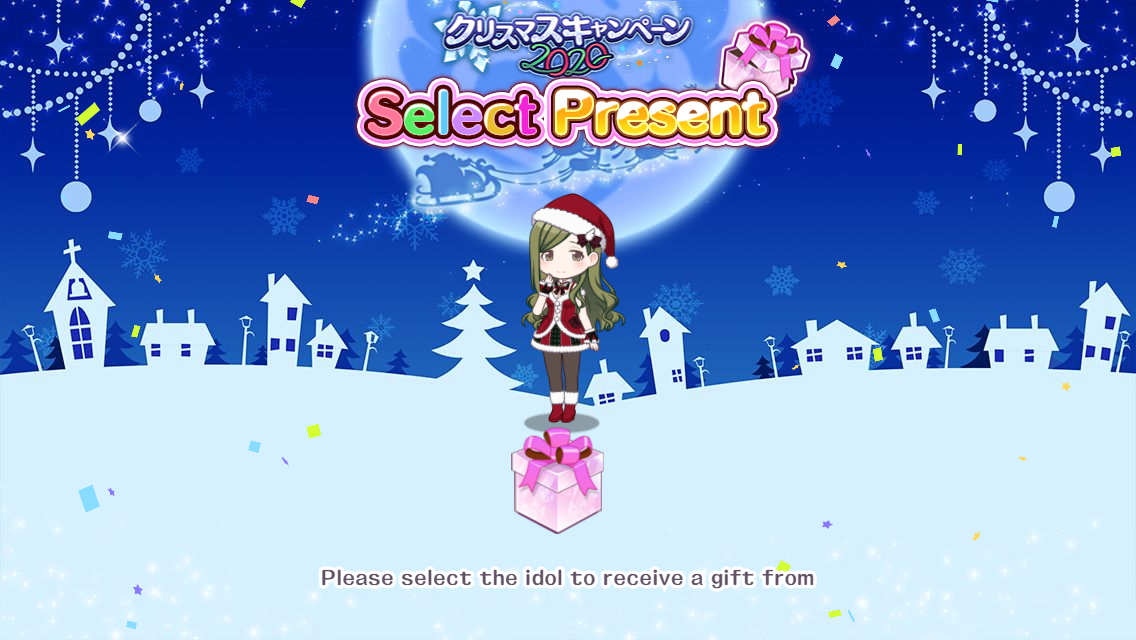 クリスマスキャンペーン
2020
Select Present
Please select the idol to receive a gift from